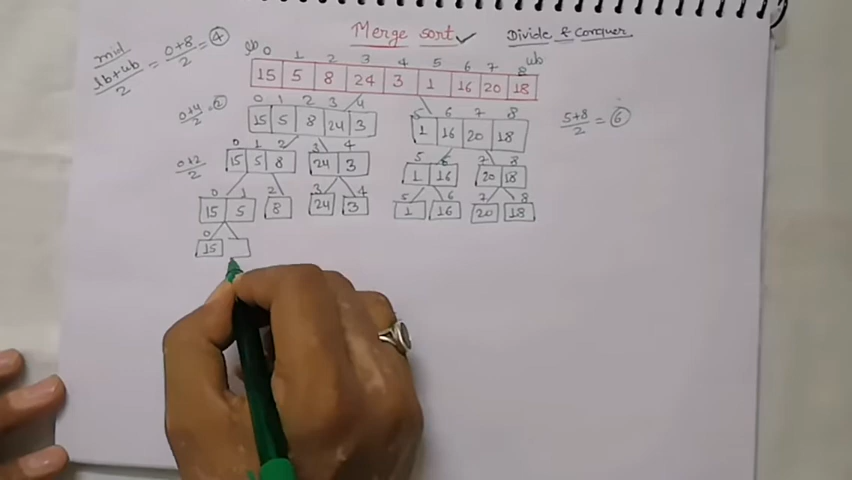 Merge sort ✓ Divide & Conquer
mid
lb+ub / 2 = 0+8 / 2 = 4
lb ub
0 1 2 3 4 5 6 7 8
15 5 8 24 3 1 16 20 18
0+4 / 2 = 2
0 1 2 3 4 5 6 7 8
15 5 8 24 3 1 16 20 18
5+8 / 2 = 6
0+2 / 2
0 1 2 3 4 5 6 7 8
15 5 8 24 3 1 16 20 18
0 1 2 3 4 5 6 7 8
15 5 8 24 3 1 16 20 18
0
15